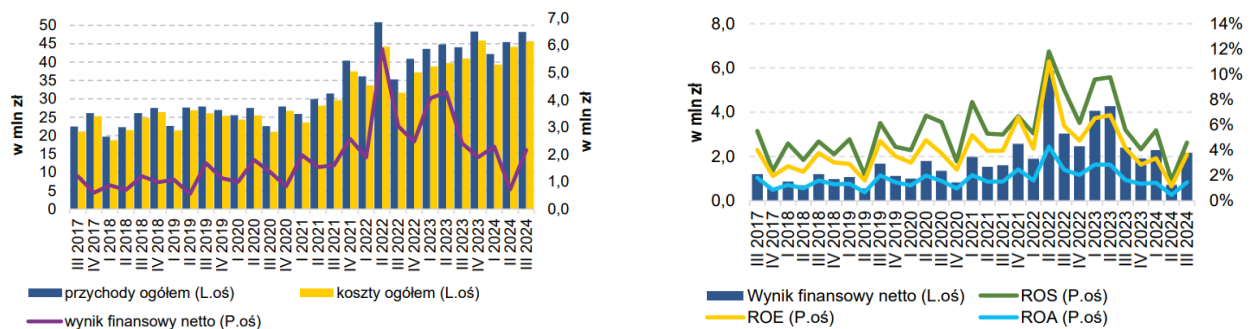 w mln zł
50
45
40
35
30
25
20
15
10
5
0
7,0
6,0
5,0
4,0
3,0
2,0
1,0
0,0
w mln zł
III 2017
IV 2017
I 2018
II 2018
III 2018
IV 2018
I 2019
II 2019
III 2019
IV 2019
I 2020
II 2020
III 2020
IV 2020
I 2021
II 2021
III 2021
IV 2021
I 2022
II 2022
III 2022
IV 2022
I 2023
II 2023
III 2023
IV 2023
I 2024
II 2024
III 2024
przychody ogółem (L.oś)
koszty ogółem (L.oś)
wynik finansowy netto (P.oś)
w mln zł
8,0
6,0
4,0
2,0
0,0
14%
12%
10%
8%
6%
4%
2%
0%
III 2017
IV 2017
I 2018
II 2018
III 2018
IV 2018
I 2019
II 2019
III 2019
IV 2019
I 2020
II 2020
III 2020
IV 2020
I 2021
II 2021
III 2021
IV 2021
I 2022
II 2022
III 2022
IV 2022
I 2023
II 2023
III 2023
IV 2023
I 2024
II 2024
III 2024
Wynik finansowy netto (L.oś)
ROS (P.oś)
ROE (P.oś)
ROA (P.oś)